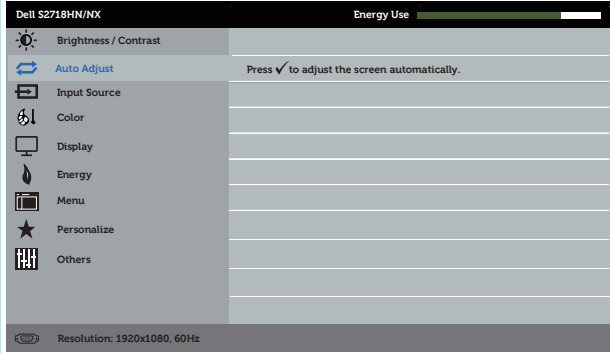 Dell S2718HN/NX
Energy Use
Brightness / Contrast
Auto Adjust
Press ✓ to adjust the screen automatically.
Input Source
Color
Display
Energy
Menu
Personalize
Others
Resolution: 1920x1080, 60Hz